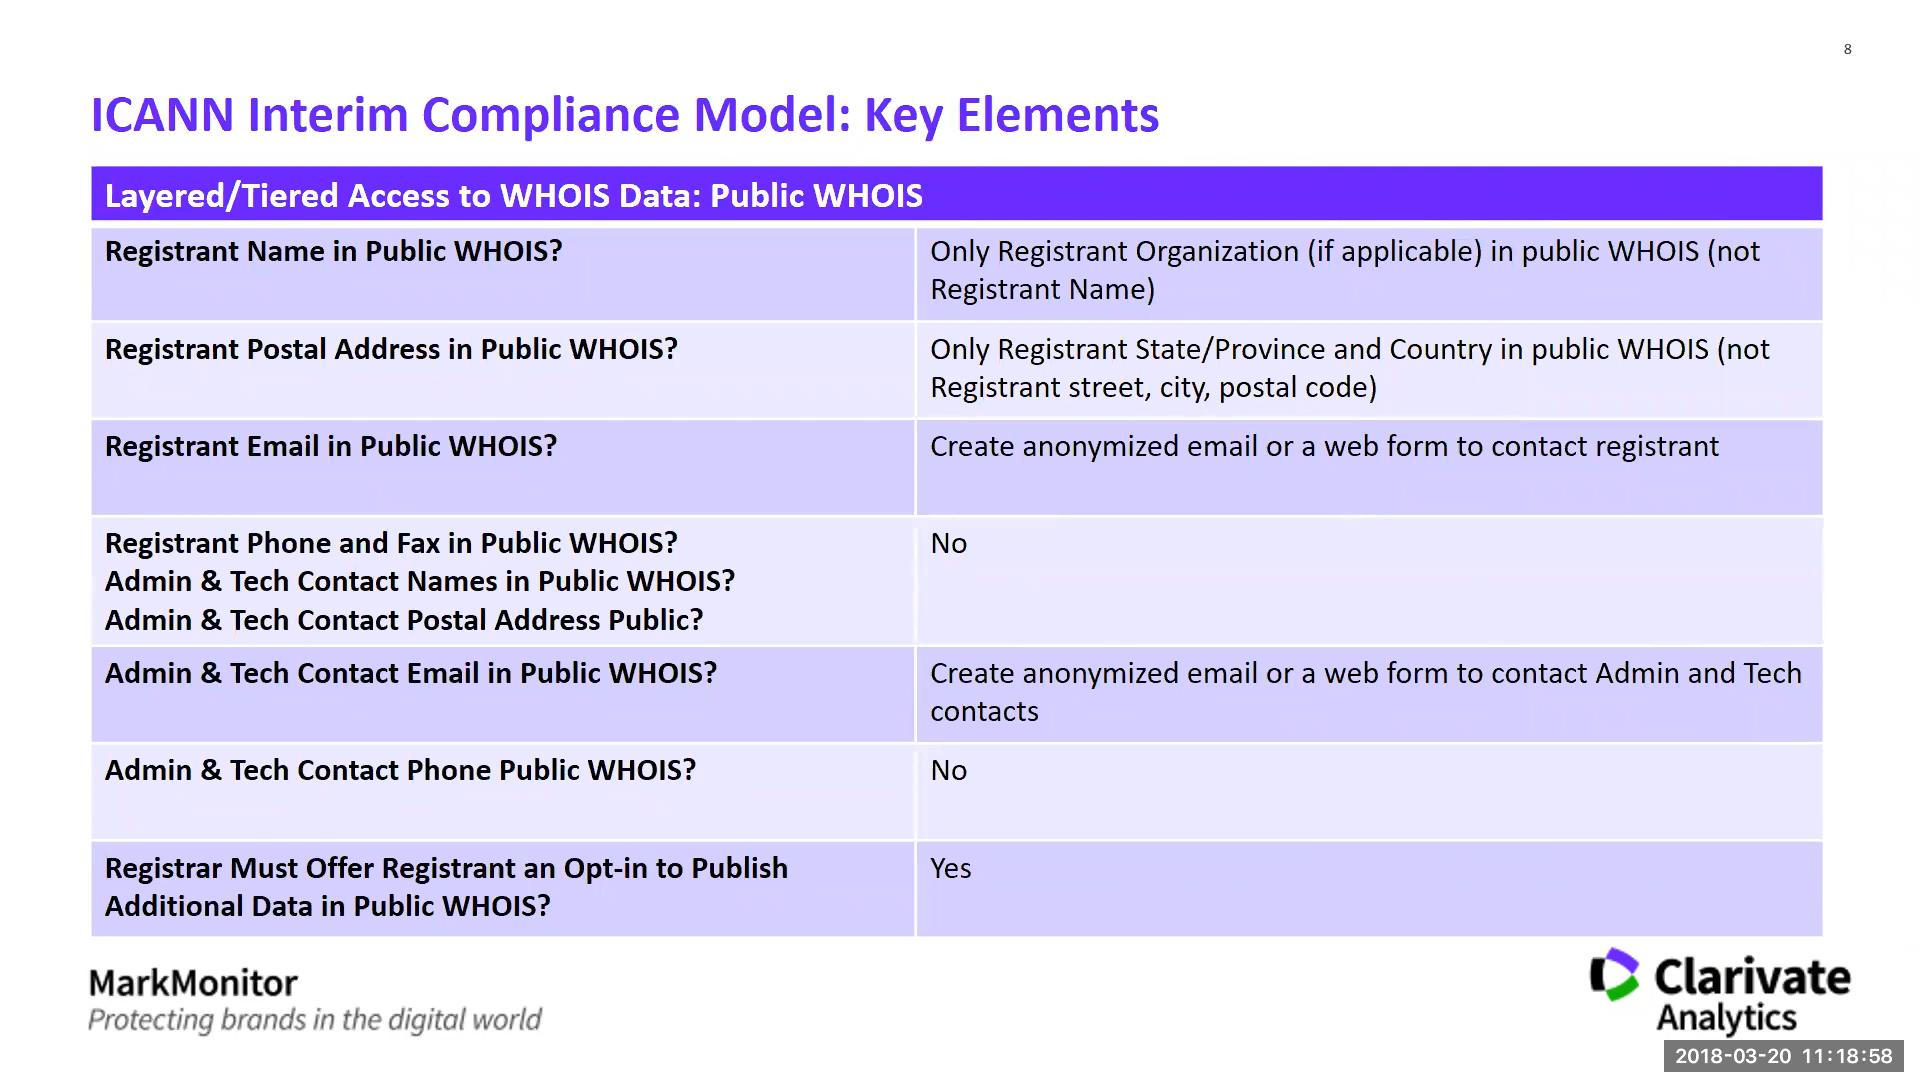 8
ICANN Interim Compliance Model: Key Elements
Layered/Tiered Access to WHOIS Data: Public WHOIS
Registrant Name in Public WHOIS?
Only Registrant Organization (if applicable) in public WHOIS (not
Registrant Name)
Registrant Postal Address in Public WHOIS?
Only Registrant State/Province and Country in public WHOIS (not
Registrant street, city, postal code)
Registrant Email in Public WHOIS?
Create anonymized email or a web form to contact registrant
Registrant Phone and Fax in Public WHOIS?
Admin & Tech Contact Names in Public WHOIS?
Admin & Tech Contact Postal Address Public?
No
Admin & Tech Contact Email in Public WHOIS?
Create anonymized email or a web form to contact Admin and Tech
contacts
Admin & Tech Contact Phone Public WHOIS?
No
Registrar Must Offer Registrant an Opt-in to Publish
Additional Data in Public WHOIS?
Yes
MarkMonitor
Protecting brands in the digital world
Clarivate
Analytics
2018-03-20 11:18:58